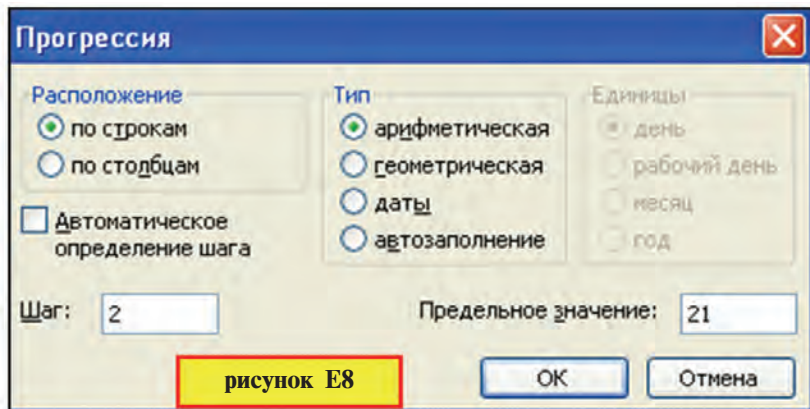 Прогрессия
Расположение
по строкам
по столбцам
Автоматическое
определение шага
Тип
арифметическая
геометрическая
даты
автозаполнение
Единицы
день
рабочий день
месяц
год
Шаг: 2
Предельное значение: 21
рисунок Е8
ОК
Отмена